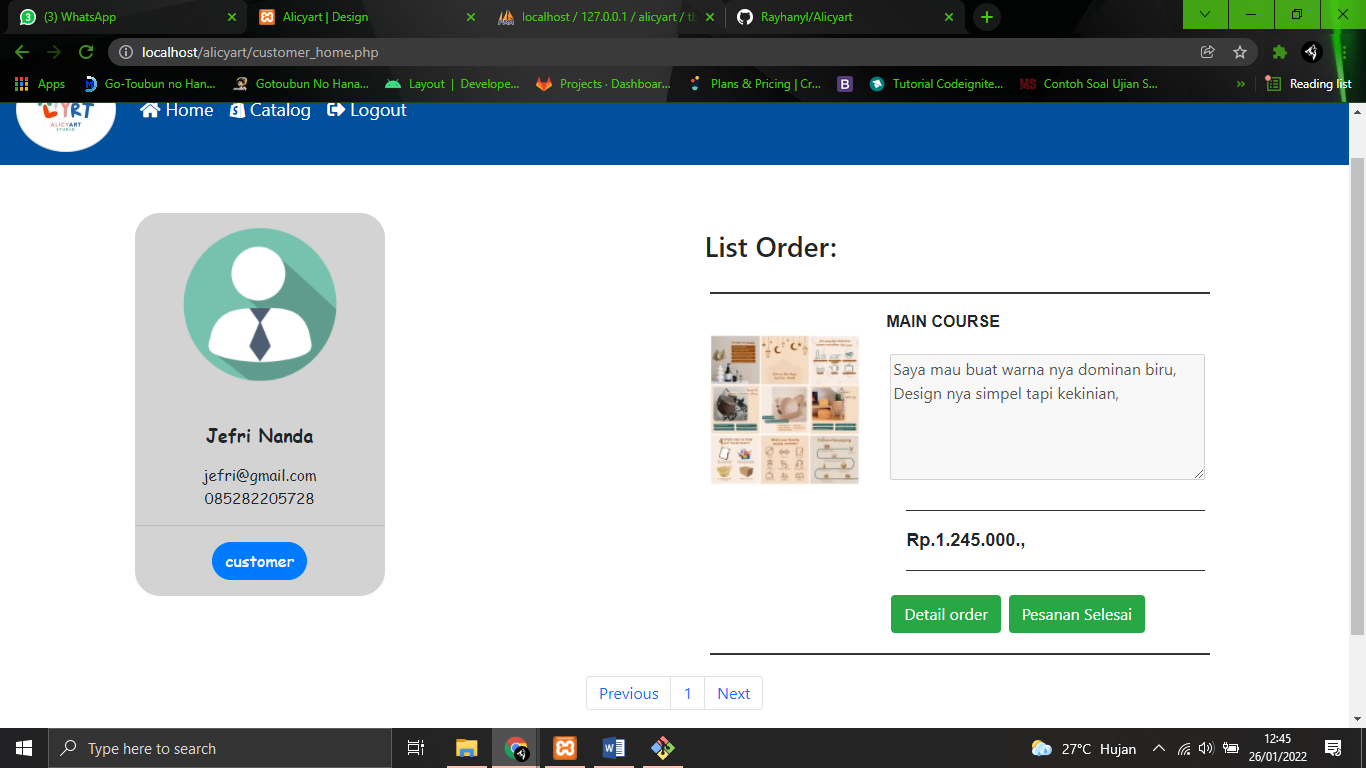 (3) WhatsApp
Alicyart | Design
localhost / 127.0.0.1 / alicyart / tb
Rayhanyl/Alicyart
localhost/alicyart/customer_home.php
Apps
Go-Toubun no Han...
Gotoubun No Hana...
Layout | Develope...
Projects · Dashboar...
Plans & Pricing | Cr...
B
Tutorial Codeignite...
MS
Contoh Soal Ujian S...
»
Reading list
ALICYART
STUDIO
Home
Catalog
Logout
List Order:
MAIN COURSE
Saya mau buat warna nya dominan biru,
Design nya simpel tapi kekinian,
Rp.1.245.000.,
Detail order
Pesanan Selesai
Jefri Nanda
jefri@gmail.com
085282205728
customer
Previous
1
Next
Type here to search
27°C Hujan
12:45
26/01/2022